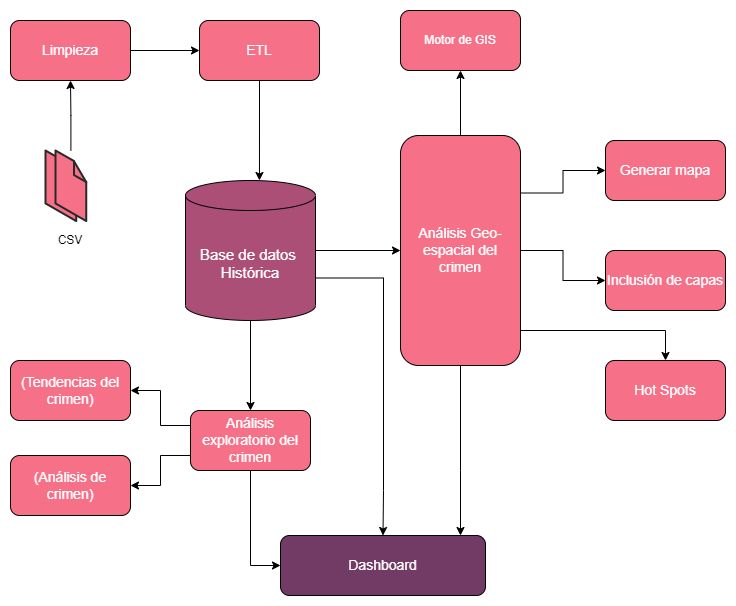 Limpieza
ETL
Motor de GIS
CSV
Base de datos
Histórica
Análisis Geo-
espacial del
crimen
Generar mapa
Inclusión de capas
Hot Spots
(Tendencias del
crimen)
(Análisis de
crimen)
Análisis
exploratorio del
crimen
Dashboard